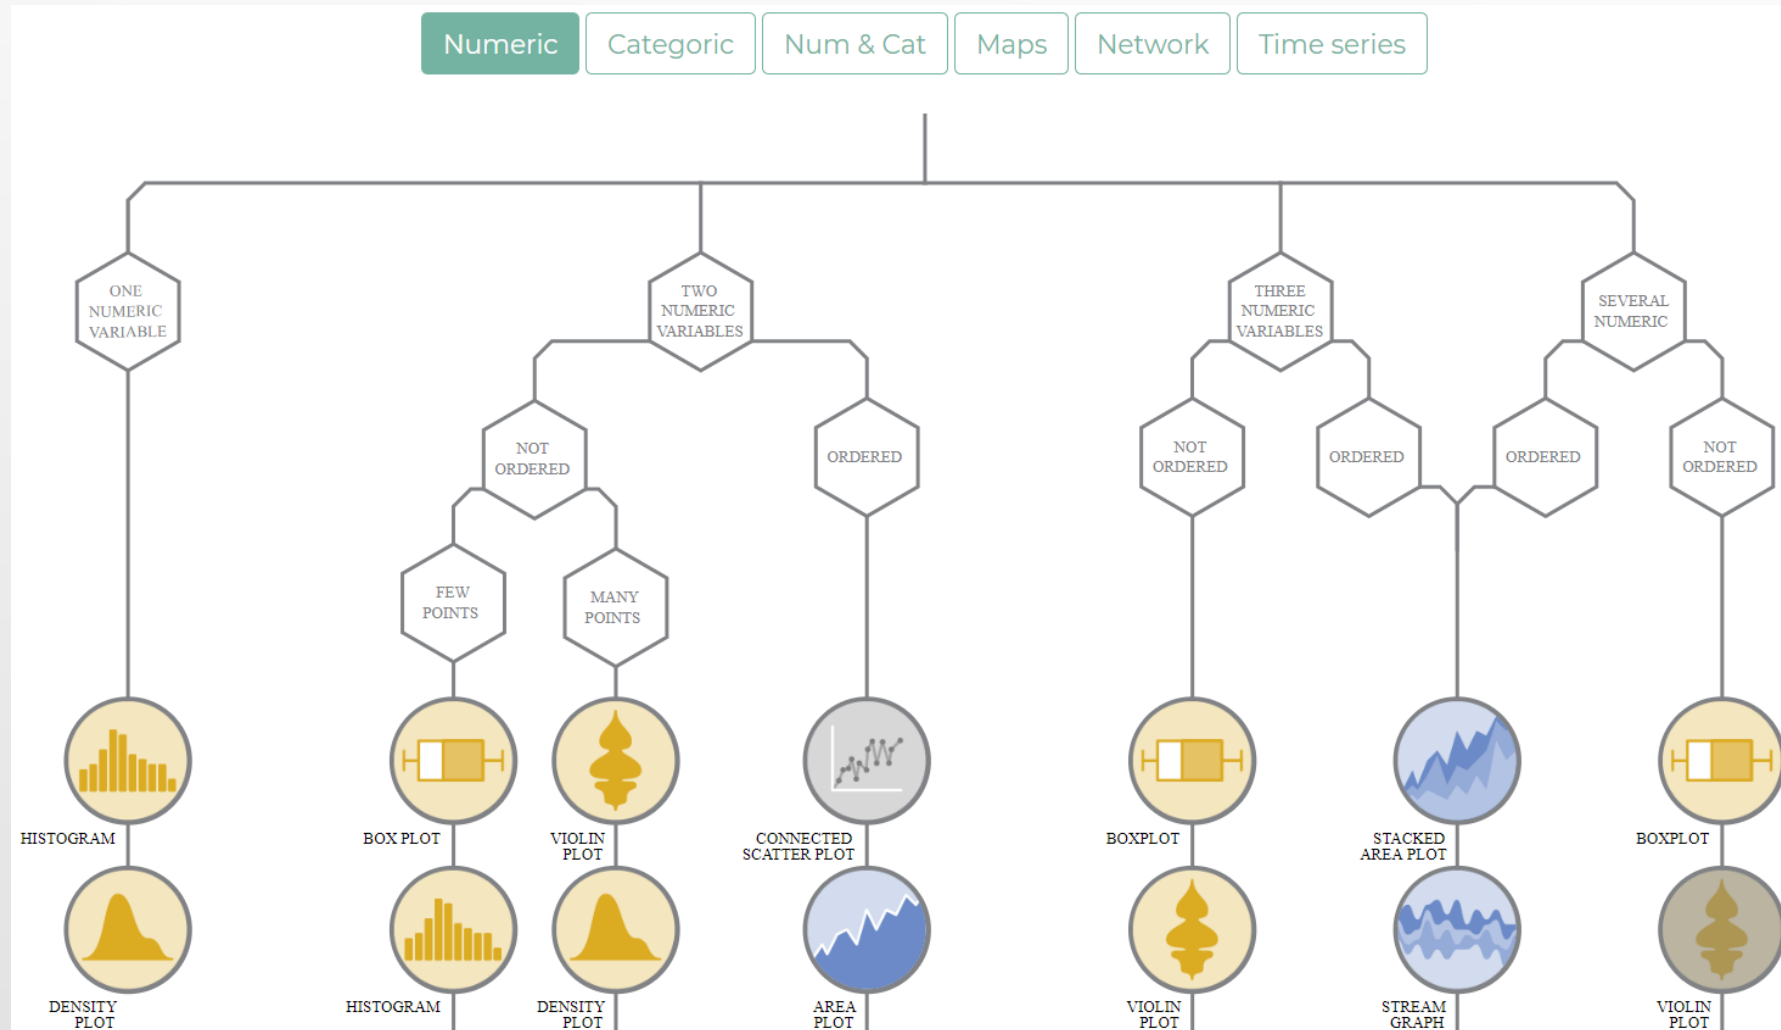 Numeric
Categoric
Num & Cat
Maps
Network
Time series
ONE
NUMERIC
VARIABLE
TWO
NUMERIC
VARIABLES
THREE
NUMERIC
VARIABLES
SEVERAL
NUMERIC
NOT
ORDERED
ORDERED
NOT
ORDERED
ORDERED
ORDERED
NOT
ORDERED
FEW
POINTS
MANY
POINTS
HISTOGRAM
BOX PLOT
VIOLIN
PLOT
CONNECTED
SCATTER PLOT
BOXPLOT
STACKED
AREA PLOT
BOXPLOT
DENSITY
PLOT
HISTOGRAM
DENSITY
PLOT
AREA
PLOT
VIOLIN
PLOT
STREAM
GRAPH
VIOLIN
PLOT